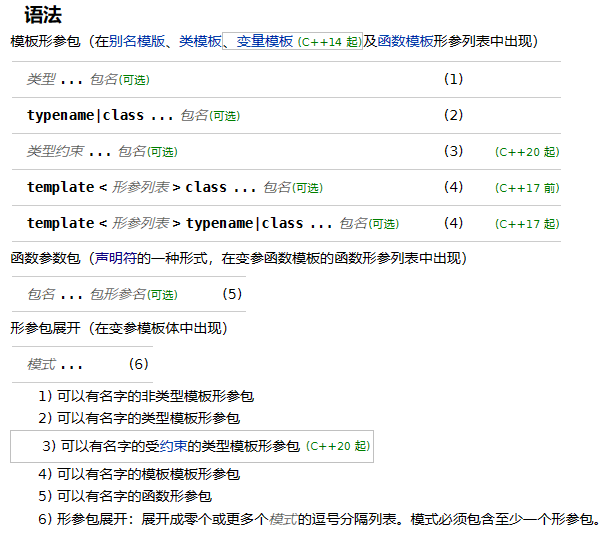 语法
模板形参包（在别名模版、类模板、变量模板 (C++14 起)及函数模板形参列表中出现）
类型 ... 包名(可选) (1)
typename|class ... 包名(可选) (2)
类型约束 ... 包名(可选) (3) (C++20 起)
template < 形参列表 > class ... 包名(可选) (4) (C++17 前)
template < 形参列表 > typename|class ... 包名(可选) (4) (C++17 起)
函数参数包（声明符的一种形式，在变参函数模板的函数形参列表中出现）
包名 ... 包形参名(可选) (5)
形参包展开（在变参模板体中出现）
模式 ... (6)
1) 可以有名字的非类型模板形参包
2) 可以有名字的类型模板形参包
3) 可以有名字的受约束的类型模板形参包 (C++20 起)
4) 可以有名字的模板模板形参包
5) 可以有名字的函数形参包
6) 形参包展开：展开成零个或更多个模式的逗号分隔列表。模式必须包含至少一个形参包。